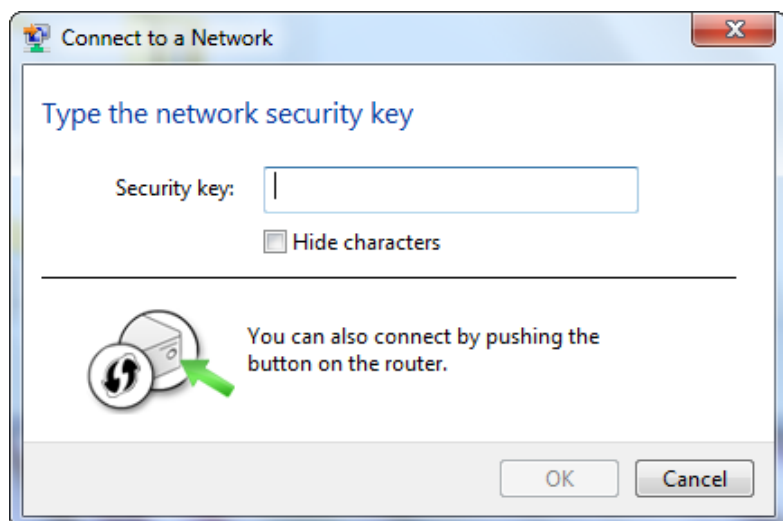 Connect to a Network
Type the network security key
Security key:
Hide characters
You can also connect by pushing the
button on the router.
OK Cancel